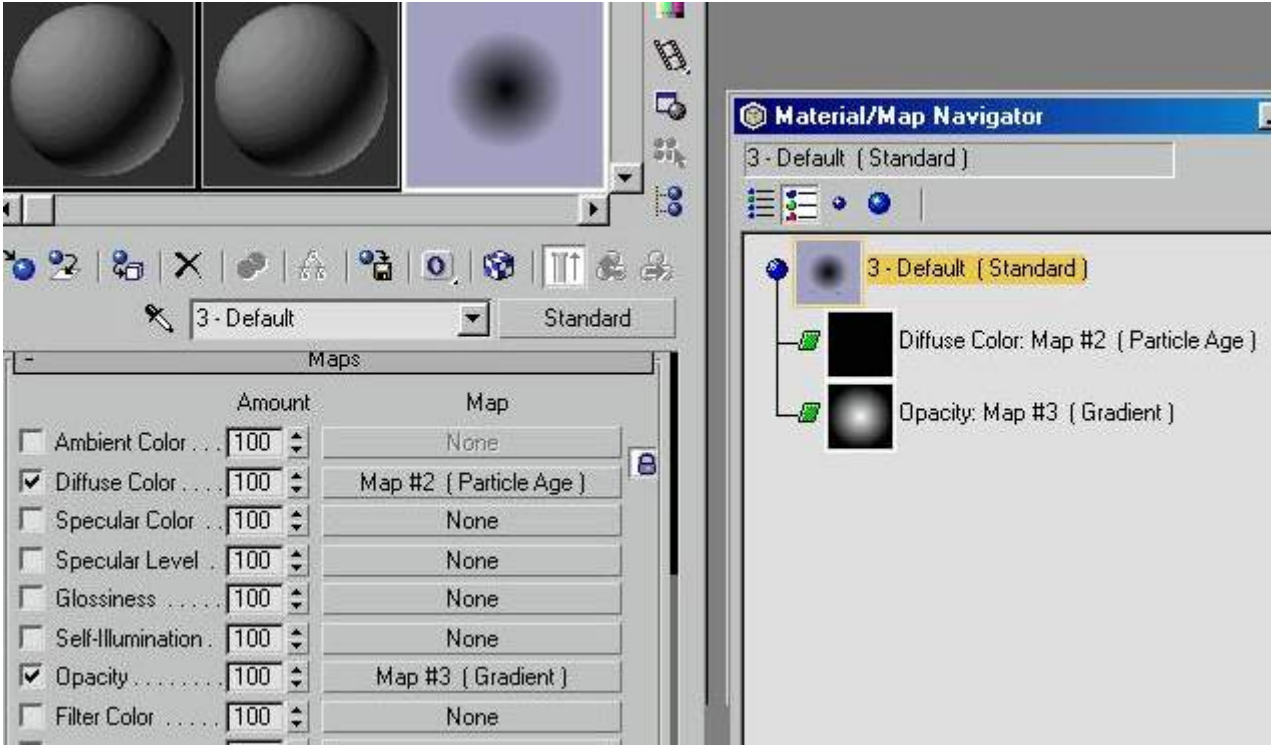 Material/Map Navigator
3 - Default ( Standard )
3 - Default ( Standard )
Diffuse Color: Map #2 ( Particle Age )
Opacity: Map #3 ( Gradient )
0
3 - Default
Standard
- Maps
Amount Map
Ambient Color . . . 100 None
Diffuse Color . . . . 100 Map #2 ( Particle Age )
Specular Color . . 100 None
Specular Level . 100 None
Glossiness . . . . . 100 None
Self-Illumination . 100 None
Opacity . . . . . . . . 100 Map #3 ( Gradient )
Filter Color . . . . . 100 None